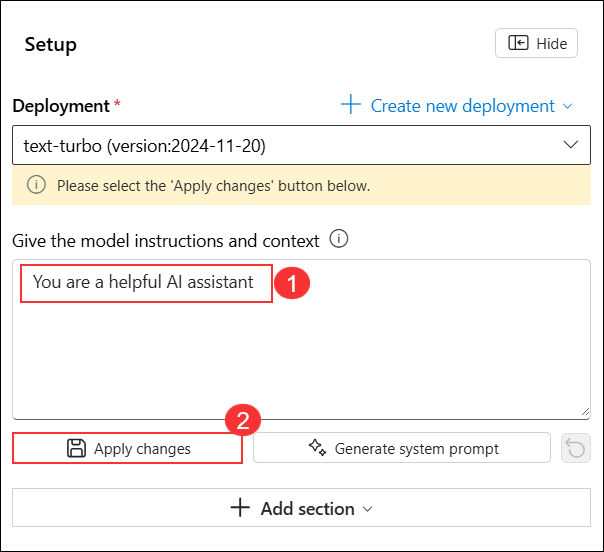 Setup
Hide
Deployment *
Create new deployment
text-turbo (version:2024-11-20)
Please select the 'Apply changes' button below.
Give the model instructions and context
You are a helpful AI assistant
1
2
Apply changes
Generate system prompt
Add section